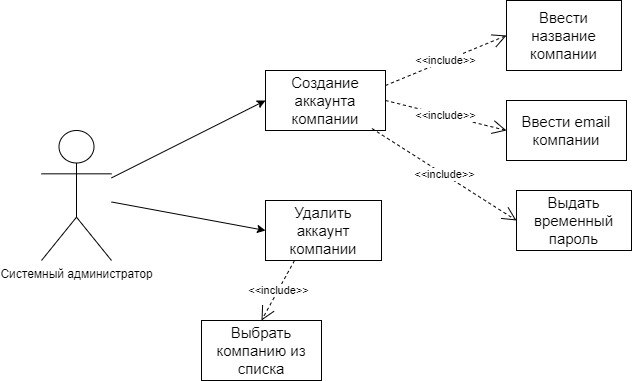 Ввести
название
компании
<<include>>
Создание
аккаунта
компании
<<include>>
Ввести email
компании
<<include>>
Выдать
временный
пароль
Удалить
аккаунт
компании
Системный администратор
<<include>>
Выбрать
компанию из
списка